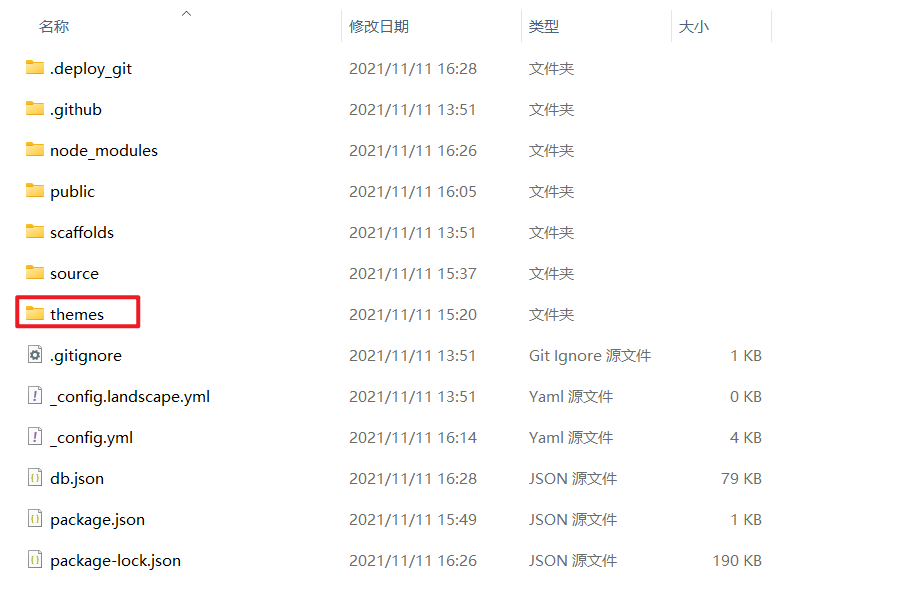 名称 修改日期 类型 大小
.deploy_git 2021/11/11 16:28 文件夹
.github 2021/11/11 13:51 文件夹
node_modules 2021/11/11 16:26 文件夹
public 2021/11/11 16:05 文件夹
scaffolds 2021/11/11 13:51 文件夹
source 2021/11/11 15:37 文件夹
themes 2021/11/11 15:20 文件夹
.gitignore 2021/11/11 13:51 Git Ignore 源文件 1 KB
_config.landscape.yml 2021/11/11 13:51 Yaml 源文件 0 KB
_config.yml 2021/11/11 16:14 Yaml 源文件 4 KB
db.json 2021/11/11 16:28 JSON 源文件 79 KB
package.json 2021/11/11 15:49 JSON 源文件 1 KB
package-lock.json 2021/11/11 16:26 JSON 源文件 190 KB